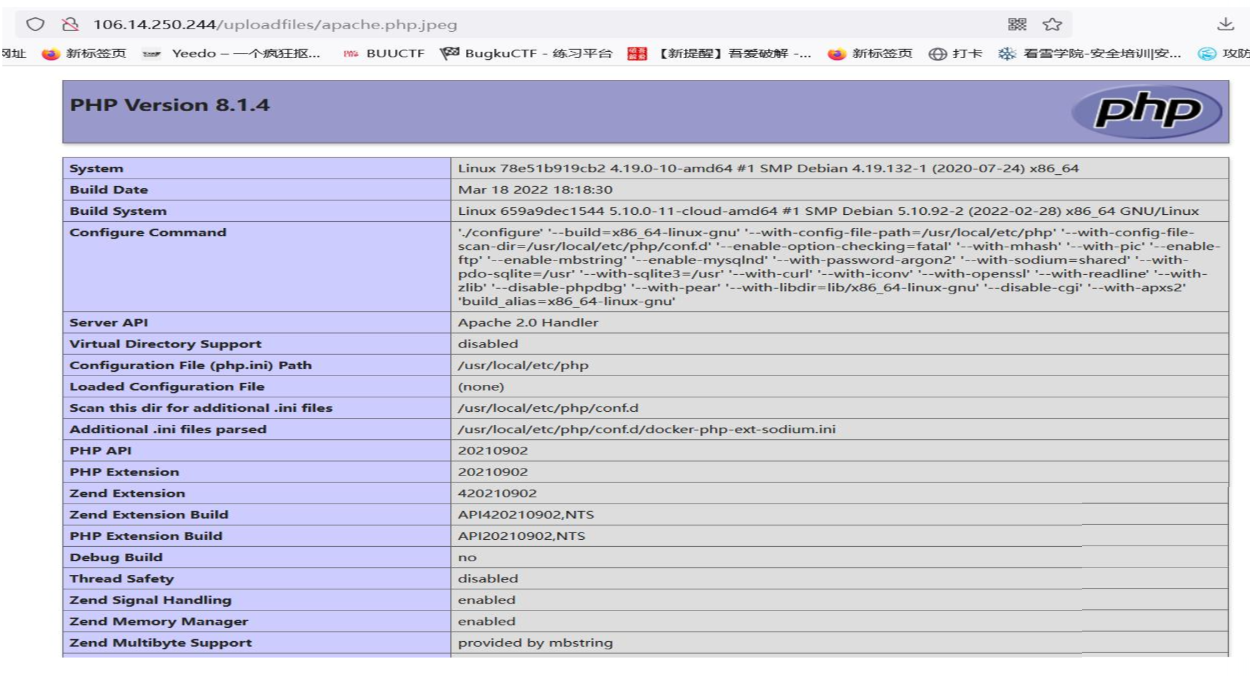 106.14.250.244/uploadfiles/apache.php.jpeg
网址 新标签页 Yeedo – 一个疯狂抠... BUUCTF BugkuCTF - 练习平台 【新提醒】吾爱破解 -... 新标签页 打卡 看雪学院-安全培训|安... 攻防
PHP Version 8.1.4
php
System Linux 78e51b919cb2 4.19.0-10-amd64 #1 SMP Debian 4.19.132-1 (2020-07-24) x86_64
Build Date Mar 18 2022 18:18:30
Build System Linux 659a9dec1544 5.10.0-11-cloud-amd64 #1 SMP Debian 5.10.92-2 (2022-02-28) x86_64 GNU/Linux
Configure Command './configure' '--build=x86_64-linux-gnu' '--with-config-file-path=/usr/local/etc/php' '--with-config-file-
scan-dir=/usr/local/etc/php/conf.d' '--enable-option-checking=fatal' '--with-mhash' '--with-pic' '--enable-
ftp' '--enable-mbstring' '--enable-mysqlnd' '--with-password-argon2' '--with-sodium=shared' '--with-
pdo-sqlite=/usr' '--with-sqlite3=/usr' '--with-curl' '--with-iconv' '--with-openssl' '--with-readline' '--with-
zlib' '--disable-phpdbg' '--with-pear' '--with-libdir=lib/x86_64-linux-gnu' '--disable-cgi' '--with-apxs2'
'build_alias=x86_64-linux-gnu'
Server API Apache 2.0 Handler
Virtual Directory Support disabled
Configuration File (php.ini) Path /usr/local/etc/php
Loaded Configuration File (none)
Scan this dir for additional .ini files /usr/local/etc/php/conf.d
Additional .ini files parsed /usr/local/etc/php/conf.d/docker-php-ext-sodium.ini
PHP API 20210902
PHP Extension 20210902
Zend Extension 420210902
Zend Extension Build API420210902,NTS
PHP Extension Build API20210902,NTS
Debug Build no
Thread Safety disabled
Zend Signal Handling enabled
Zend Memory Manager enabled
Zend Multibyte Support provided by mbstring